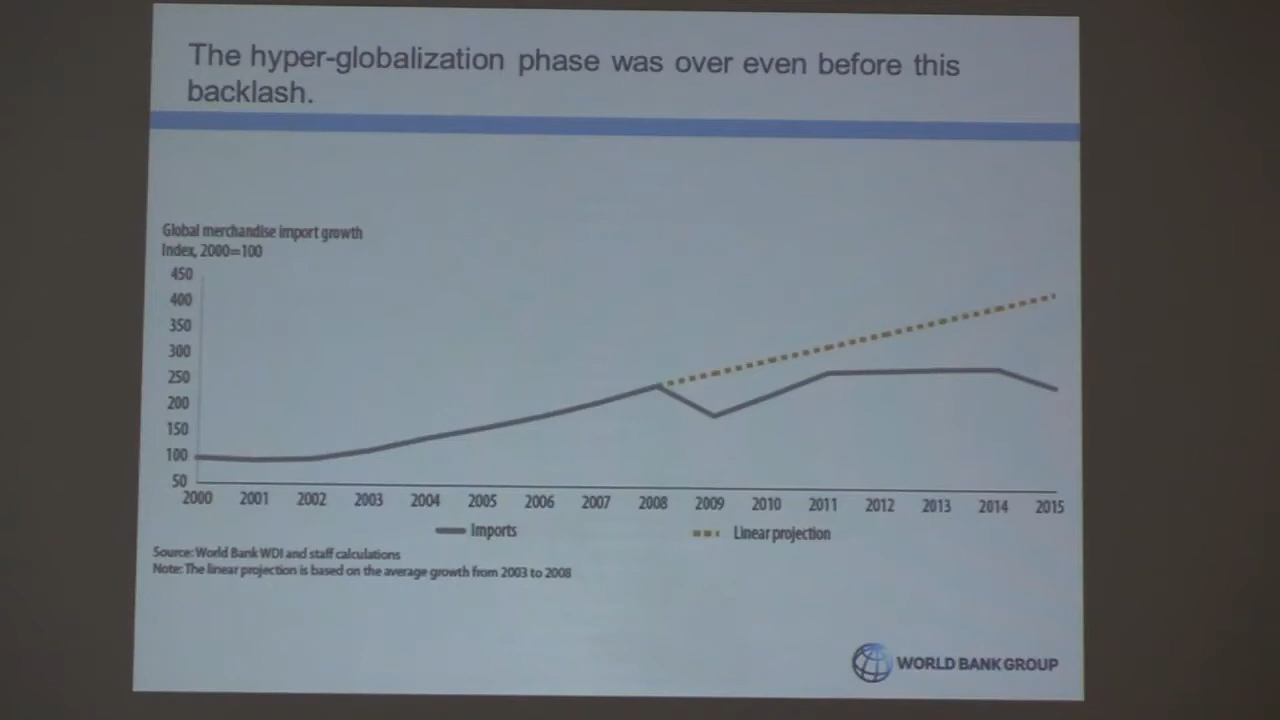 The hyper-globalization phase was over even before this
backlash.
Global merchandise import growth
Index, 2000=100
450
400
350
300
250
200
150
100
50
2000 2001 2002 2003 2004 2005 2006 2007 2008 2009 2010 2011 2012 2013 2014 2015
Imports Linear projection
Source: World Bank WDI and staff calculations
Note: The linear projection is based on the average growth from 2003 to 2008
WORLD BANK GROUP